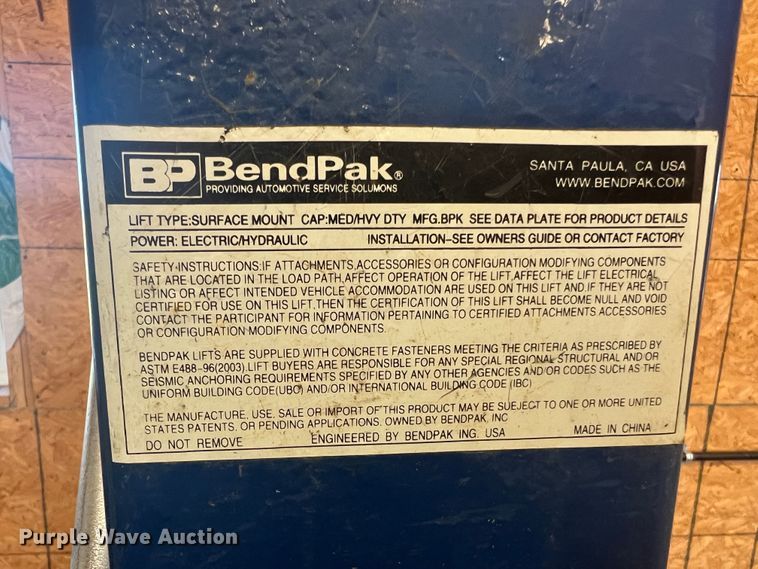 BP BendPak® SANTA PAULA, CA USA
PROVIDING AUTOMOTIVE SERVICE SOLUMONS WWW.BENDPAK.COM
LIFT TYPE:SURFACE MOUNT CAP:MED/HVY DTY MFG.BPK SEE DATA PLATE FOR PRODUCT DETAILS
POWER: ELECTRIC/HYDRAULIC INSTALLATION-SEE OWNERS GUIDE OR CONTACT FACTORY
SAFETY INSTRUCTIONS:IF ATTACHMENTS,ACCESSORIES OR CONFIGURATION MODIFYING COMPONENTS
THAT ARE LOCATED IN THE LOAD PATH,AFFECT OPERATION OF THE LIFT,AFFECT THE LIFT ELECTRICAL
LISTING OR AFFECT INTENDED VEHICLE ACCOMMODATION ARE USED ON THIS LIFT AND.IF THEY ARE NOT
CERTIFIED FOR USE ON THIS LIFT,THEN THE CERTIFICATION OF THIS LIFT SHALL BECOME NULL AND VOID
CONTACT THE PARTICIPANT FOR INFORMATION PERTAINING TO CERTIFIED ATTACHMENTS ACCESSORIES
OR CONFIGURATION MODIFYING COMPONENTS.
BENDPAK LIFTS ARE SUPPLIED WITH CONCRETE FASTENERS MEETING THE CRITERIA AS PRESCRIBED BY
ASTM E488-96(2003).LIFT BUYERS ARE RESPONSIBLE FOR ANY SPECIAL REGIONAL STRUCTURAL AND/OR
SEISMIC ANCHORING REQUIREMENTS SPECIFIED BY ANY OTHER AGENCIES AND/OR CODES SUCH AS THE
UNIFORM BUILDING CODE(UBO) AND/OR INTERNATIONAL BUILDING CODE (IBC)
THE MANUFACTURE, USE, SALE OR IMPORT OF THIS PRODUCT MAY BE SUEJECT TO ONE OR MORE UNITED
STATES PATENTS, OR PENDING APPLICATIONS, OWNED BY BENDPAK, INC
DO NOT REMOVE ENGINEERED BY BENDPAK ING. USA MADE IN CHINA
Purple Wave Auction